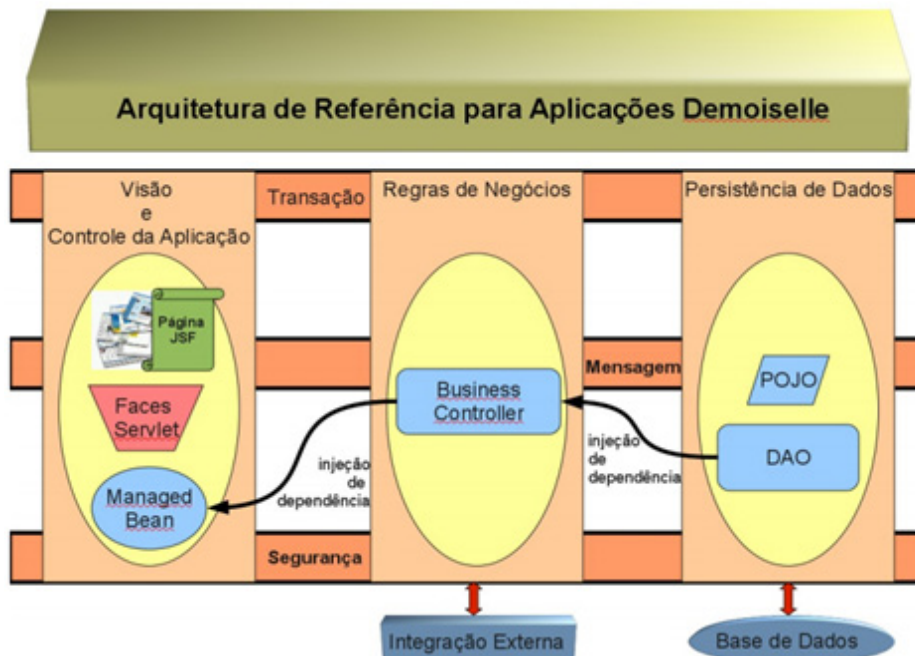 Arquitetura de Referência para Aplicações Demoiselle
Visão
e
Controle da Aplicação
Transação
Regras de Negócios
Persistência de Dados
Página
JSF
Faces
Servlet
Managed
Bean
injeção
de
dependência
Segurança
Business
Controller
Mensagem
injeção
de
dependência
POJO
DAO
Integração Externa
Base de Dados